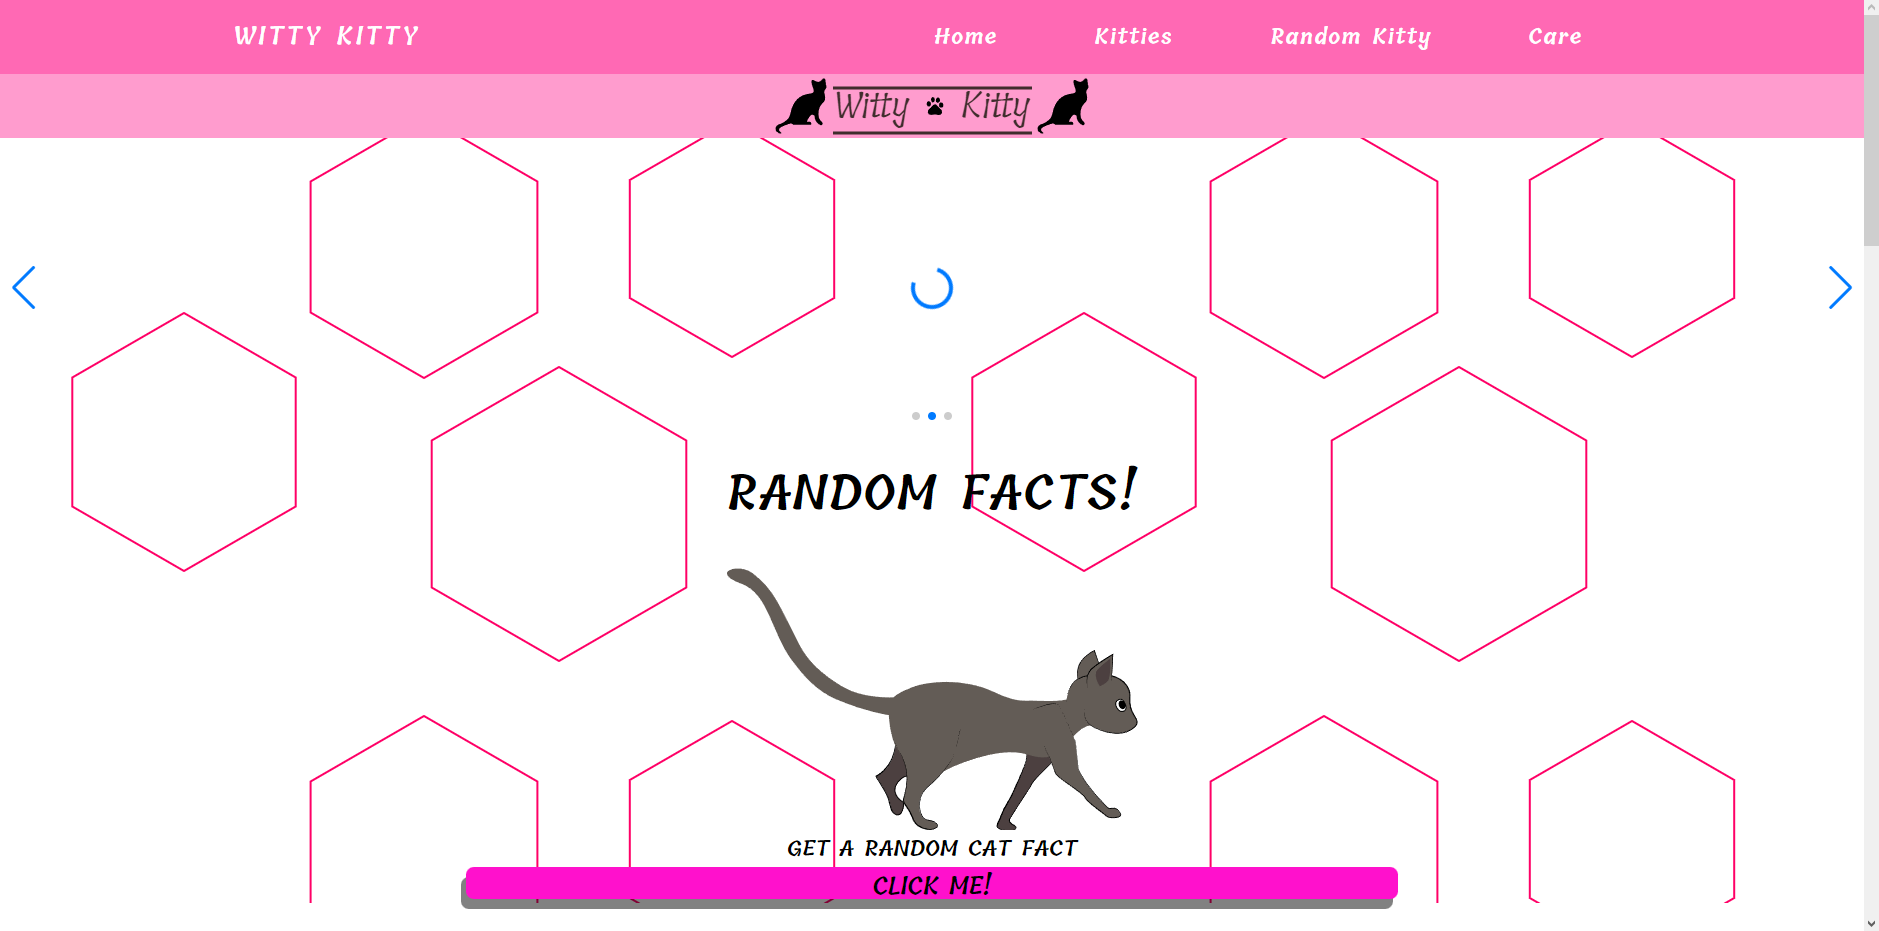 WITTY KITTY
Home Kitties Random Kitty Care
Witty Kitty
RANDOM FACTS!
GET A RANDOM CAT FACT
CLICK ME!